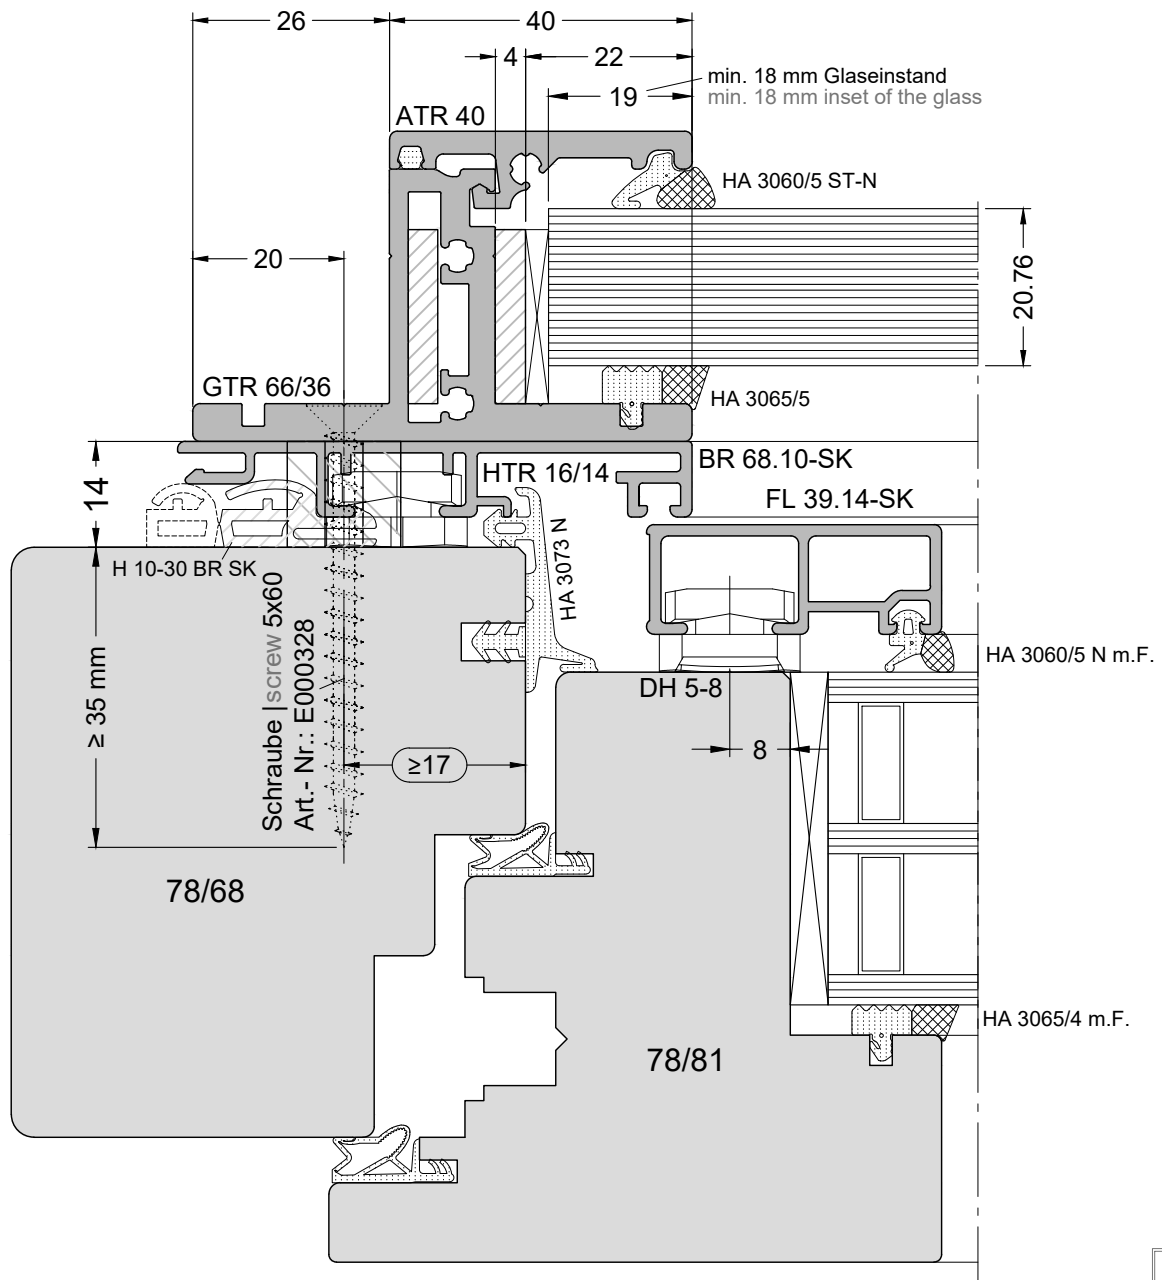 26
40
4
22
min. 18 mm Glaseinstand
19
min. 18 mm inset of the glass
ATR 40
HA 3060/5 ST-N
20
20.76
GTR 66/36
HA 3065/5
14
HTR 16/14
BR 68.10-SK
FL 39.14-SK
H 10-30 BR SK
HA 3073 N
Schraube | screw 5x60
Art.- Nr.: E000328
≥ 35 mm
HA 3060/5 N m.F.
DH 5-8
≥17
8
78/68
HA 3065/4 m.F.
78/81